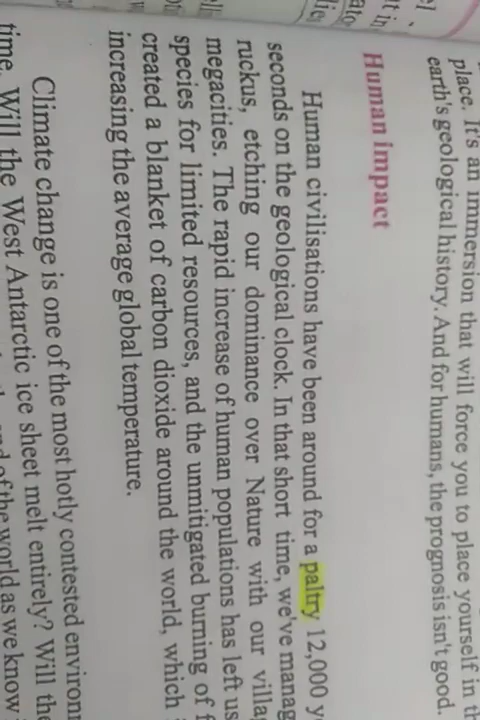 place. It's an immersion that will force you to place yourself in
earth's geological history. And for humans, the prognosis isn't good.
Human impact
Human civilisations have been around for a paltry 12,000
seconds on the geological clock. In that short time, we've
ruckus, etching our dominance over Nature with our
megacities. The rapid increase of human populations has left us
species for limited resources, and the unmitigated burning of
created a blanket of carbon dioxide around the world, which
increasing the average global temperature.
Climate change is one of the most hotly contested
time. Will the West Antarctic ice sheet melt entirely? Will
of the world as we know